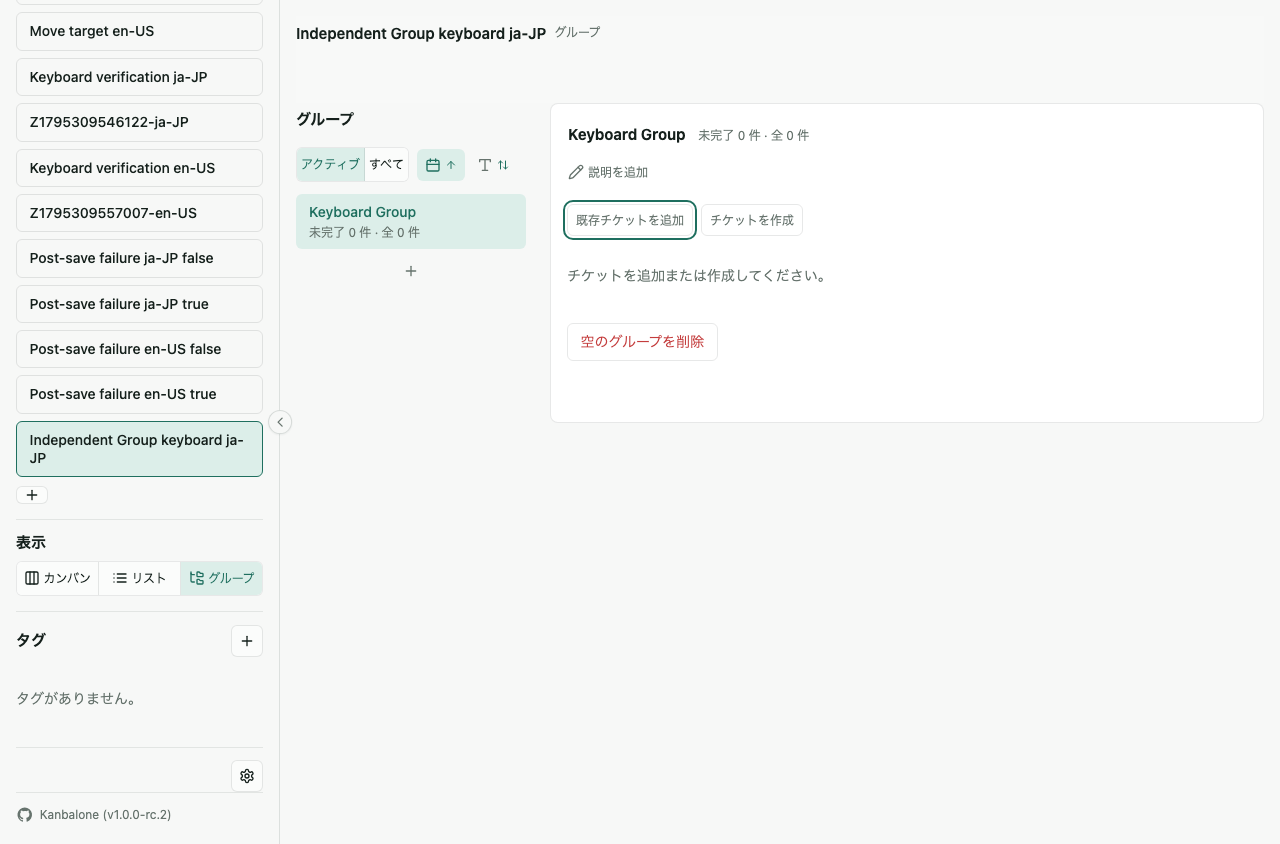 Move target en-US
Keyboard verification ja-JP
Z1795309546122-ja-JP
Keyboard verification en-US
Z1795309557007-en-US
Post-save failure ja-JP false
Post-save failure ja-JP true
Post-save failure en-US false
Post-save failure en-US true
Independent Group keyboard ja-
JP
表示
カンバン リスト グループ
タグ
タグがありません。
Kanbalone (v1.0.0-rc.2)
Independent Group keyboard ja-JP グループ
グループ
アクティブ すべて
Keyboard Group
未完了 0 件 · 全 0 件
Keyboard Group 未完了 0 件 · 全 0 件
説明を追加
既存チケットを追加 チケットを作成
チケットを追加または作成してください。
空のグループを削除